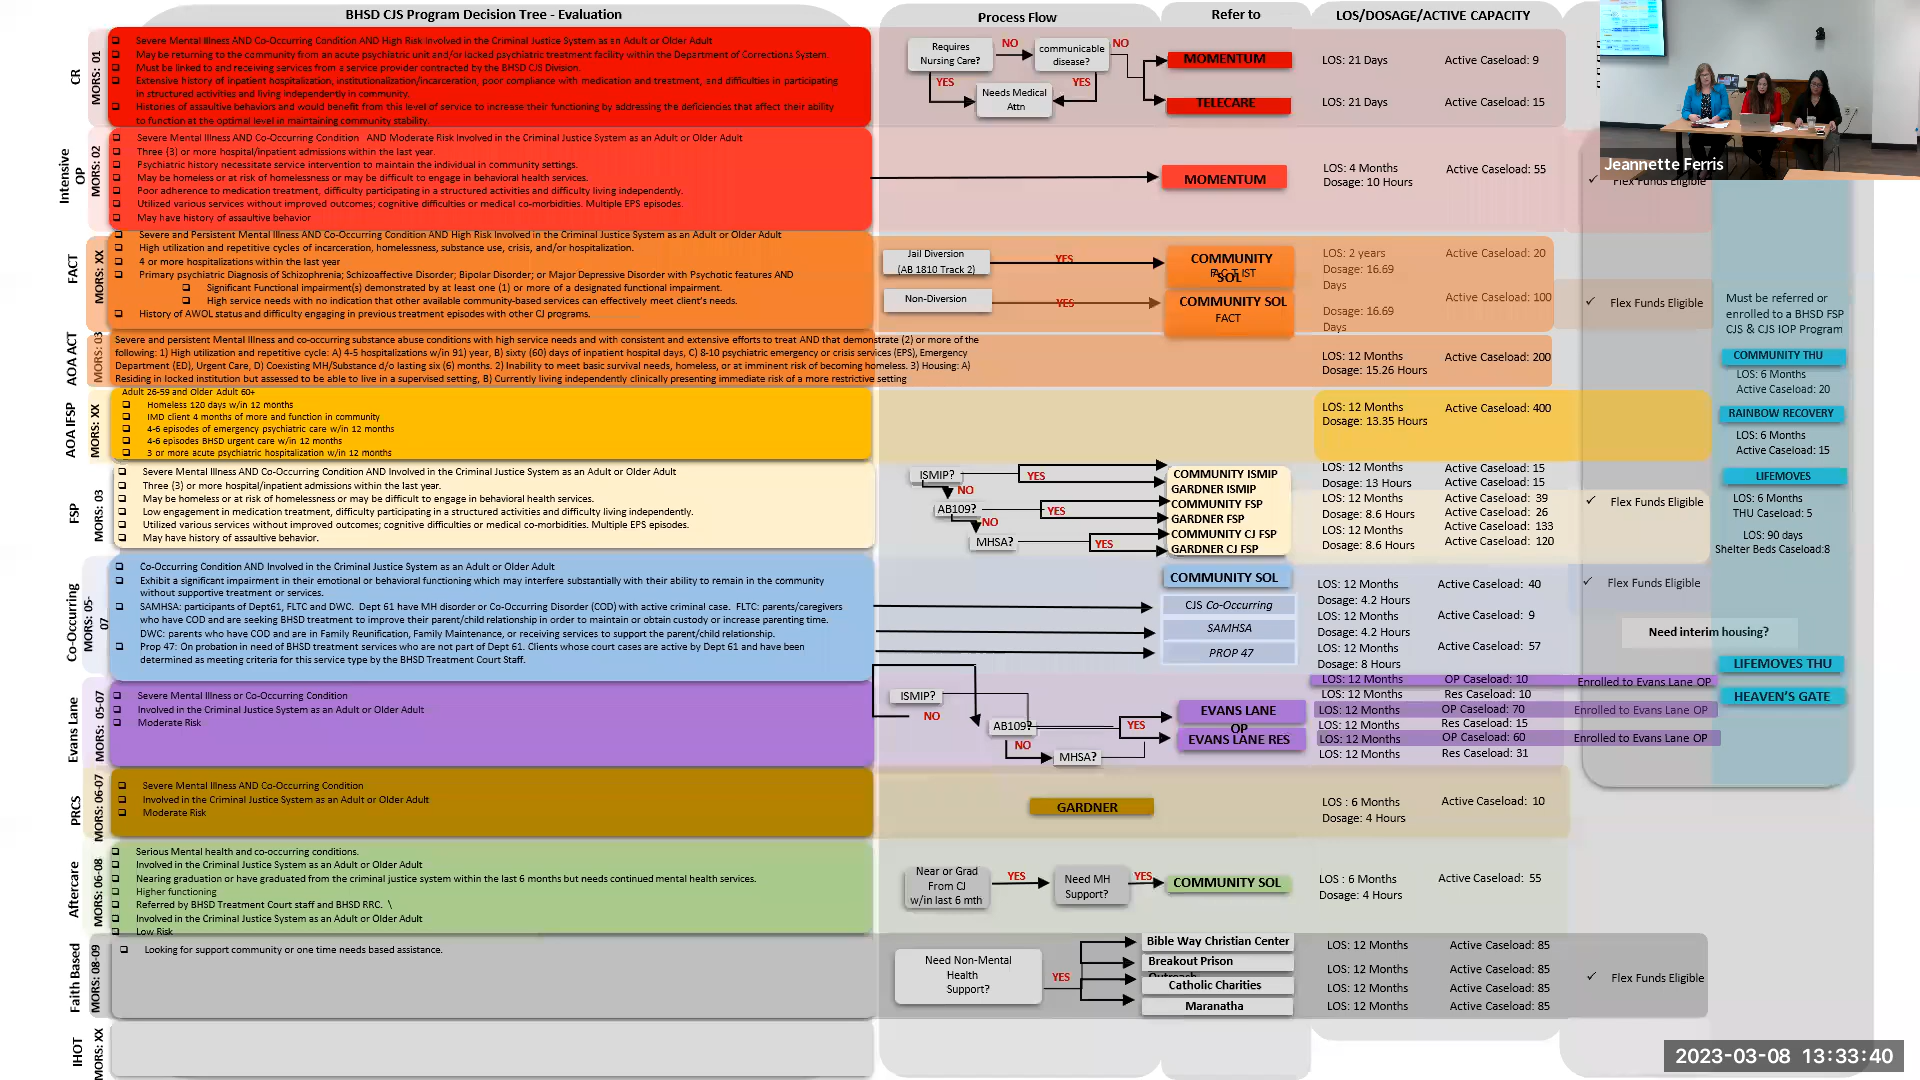 BHSD CJS Program Decision Tree - Evaluation
Process Flow
Refer to
LOS/DOSAGE/ACTIVE CAPACITY
CR
MORS: 01
Severe Mental Illness AND Co-Occurring Condition AND High Risk Involved in the Criminal Justice System as an Adult or Older Adult
May be returning to the community from an acute psychiatric unit and/or locked psychiatric treatment facility within the Department of Corrections System.
Must be linked to and receiving services from a service provider contracted by the BHSD CJS Division.
Extensive history of inpatient hospitalization, institutionalization/incarceration, poor compliance with medication and treatment, and difficulties in participating
in structured activities and living independently in community.
Histories of assaultive behaviors and would benefit from this level of service to increase their functioning by addressing the deficiencies that affect their ability
to function at the optimal level in maintaining community stability.
Requires
Nursing Care?
NO
communicable
disease?
NO
YES
YES
Needs Medical
Attn
MOMENTUM
TELECARE
LOS: 21 Days
Active Caseload: 9
LOS: 21 Days
Active Caseload: 15
Jeannette Ferris
Intensive
OP
MORS: 02
Severe Mental Illness AND Co-Occurring Condition AND Moderate Risk Involved in the Criminal Justice System as an Adult or Older Adult
Three (3) or more hospital/inpatient admissions within the last year.
Psychiatric history necessitate service intervention to maintain the individual in community settings.
May be homeless or at risk of homelessness or may be difficult to engage in behavioral health services.
Poor adherence to medication treatment, difficulty participating in a structured activities and difficulty living independently.
Utilized various services without improved outcomes; cognitive difficulties or medical co-morbidities. Multiple EPS episodes.
May have history of assaultive behavior
MOMENTUM
LOS: 4 Months
Dosage: 10 Hours
Active Caseload: 55
Flex Funds Eligible
FACT
MORS: XX
Severe and Persistent Mental Illness AND Co-Occurring Condition AND High Risk Involved in the Criminal Justice System as an Adult or Older Adult
High utilization and repetitive cycles of incarceration, homelessness, substance use, crisis, and/or hospitalization.
4 or more hospitalizations within the last year
Primary psychiatric Diagnosis of Schizophrenia; Schizoaffective Disorder; Bipolar Disorder; or Major Depressive Disorder with Psychotic features AND
Significant Functional impairment(s) demonstrated by at least one (1) or more of a designated functional impairment.
High service needs with no indication that other available community-based services can effectively meet client's needs.
History of AWOL status and difficulty engaging in previous treatment episodes with other CJ programs.
Jail Diversion
(AB 1810 Track 2)
YES
Non-Diversion
YES
COMMUNITY
SOL
FACT IST
COMMUNITY SOL
FACT
LOS: 2 years
Dosage: 16.69
Days
Active Caseload: 20
Dosage: 16.69
Days
Active Caseload: 100
Flex Funds Eligible
AOA ACT
MORS: 03
Severe and persistent Mental Illness and co-occurring substance abuse conditions with high service needs and with consistent and extensive efforts to treat AND that demonstrate (2) or more of the
following: 1) High utilization and repetitive cycle: A) 4-5 hospitalizations w/in 91) year, B) sixty (60) days of inpatient hospital days, C) 8-10 psychiatric emergency or crisis services (EPS), Emergency
Department (ED), Urgent Care, D) Coexisting MH/Substance d/o lasting six (6) months. 2) Inability to meet basic survival needs, homeless, or at imminent risk of becoming homeless. 3) Housing: A)
Residing in locked institution but assessed to be able to live in a supervised setting, B) Currently living independently clinically presenting immediate risk of a more restrictive setting
LOS: 12 Months
Dosage: 15.26 Hours
Active Caseload: 200
AOA IFSP
MORS: XX
Adult 26-59 and Older Adult 60+
Homeless 120 days w/in 12 months
IMD client 4 months of more and function in community
4-6 episodes of emergency psychiatric care w/in 12 months
4-6 episodes BHSD urgent care w/in 12 months
3 or more acute psychiatric hospitalization w/in 12 months
LOS: 12 Months
Dosage: 13.35 Hours
Active Caseload: 400
FSP
MORS: 03
Severe Mental Illness AND Co-Occurring Condition AND Involved in the Criminal Justice System as an Adult or Older Adult
Three (3) or more hospital/inpatient admissions within the last year.
May be homeless or at risk of homelessness or may be difficult to engage in behavioral health services.
Low engagement in medication treatment, difficulty participating in a structured activities and difficulty living independently.
Utilized various services without improved outcomes; cognitive difficulties or medical co-morbidities. Multiple EPS episodes.
May have history of assaultive behavior.
ISMIP?
YES
NO
AB109?
YES
NO
MHSA?
YES
COMMUNITY ISMIP
GARDNER ISMIP
COMMUNITY FSP
GARDNER FSP
COMMUNITY CJ FSP
GARDNER CJ FSP
LOS: 12 Months
Dosage: 13 Hours
LOS: 12 Months
Dosage: 8.6 Hours
LOS: 12 Months
Dosage: 8.6 Hours
Active Caseload: 15
Active Caseload: 15
Active Caseload: 39
Active Caseload: 26
Active Caseload: 133
Active Caseload: 120
Flex Funds Eligible
Must be referred or
enrolled to a BHSD FSP
CJS & CJS IOP Program
COMMUNITY THU
LOS: 6 Months
Active Caseload: 20
RAINBOW RECOVERY
LOS: 6 Months
Active Caseload: 15
LIFEMOVES
LOS: 6 Months
THU Caseload: 5
LOS: 90 days
Shelter Beds Caseload:8
Co-Occurring
MORS: 05-
07
Co-Occurring Condition AND Involved in the Criminal Justice System as an Adult or Older Adult
Exhibit a significant impairment in their emotional or behavioral functioning which may interfere substantially with their ability to remain in the community
without supportive treatment or services.
SAMHSA: participants of Dept61, FLTC and DWC. Dept 61 have MH disorder or Co-Occurring Disorder (COD) with active criminal case. FLTC: parents/caregivers
who have COD and are seeking BHSD treatment to improve their parent/child relationship in order to maintain or obtain custody or increase parenting time.
DWC: parents who have COD and are in Family Reunification, Family Maintenance, or receiving services to support the parent/child relationship.
Prop 47: On probation in need of BHSD treatment services who are not part of Dept 61. Clients whose court cases are active by Dept 61 and have been
determined as meeting criteria for this service type by the BHSD Treatment Court Staff.
COMMUNITY SOL
CJS Co-Occurring
SAMHSA
PROP 47
LOS: 12 Months
Dosage: 4.2 Hours
LOS: 12 Months
Dosage: 4.2 Hours
LOS: 12 Months
Dosage: 8 Hours
Active Caseload: 40
Active Caseload: 9
Active Caseload: 57
Flex Funds Eligible
Need interim housing?
LIFEMOVES THU
HEAVEN'S GATE
Evans Lane
MORS: 05-07
Severe Mental Illness or Co-Occurring Condition
Involved in the Criminal Justice System as an Adult or Older Adult
Moderate Risk
ISMIP?
NO
AB109?
YES
NO
MHSA?
EVANS LANE
OP
EVANS LANE RES
LOS: 12 Months OP Caseload: 10 Enrolled to Evans Lane OP
LOS: 12 Months Res Caseload: 10
LOS: 12 Months OP Caseload: 70 Enrolled to Evans Lane OP
LOS: 12 Months Res Caseload: 15
LOS: 12 Months OP Caseload: 60 Enrolled to Evans Lane OP
LOS: 12 Months Res Caseload: 31
PRCS
MORS: 06-07
Severe Mental Illness AND Co-Occurring Condition
Involved in the Criminal Justice System as an Adult or Older Adult
Moderate Risk
GARDNER
LOS : 6 Months
Dosage: 4 Hours
Active Caseload: 10
Aftercare
MORS: 06-08
Serious Mental health and co-occurring conditions.
Involved in the Criminal Justice System as an Adult or Older Adult
Nearing graduation or have graduated from the criminal justice system within the last 6 months but needs continued mental health services.
Higher functioning
Referred by BHSD Treatment Court staff and BHSD RRC. \
Involved in the Criminal Justice System as an Adult or Older Adult
Low Risk
Near or Grad
From CJ
w/in last 6 mth
YES
Need MH
Support?
YES
COMMUNITY SOL
LOS : 6 Months
Dosage: 4 Hours
Active Caseload: 55
Faith Based
MORS: 08-09
Looking for support community or one time needs based assistance.
Need Non-Mental
Health
Support?
YES
Bible Way Christian Center
Breakout Prison
Outreach
Catholic Charities
Maranatha
LOS: 12 Months Active Caseload: 85
LOS: 12 Months Active Caseload: 85
LOS: 12 Months Active Caseload: 85
LOS: 12 Months Active Caseload: 85
Flex Funds Eligible
IHOT
MORS: XX
2023-03-08 13:33:40